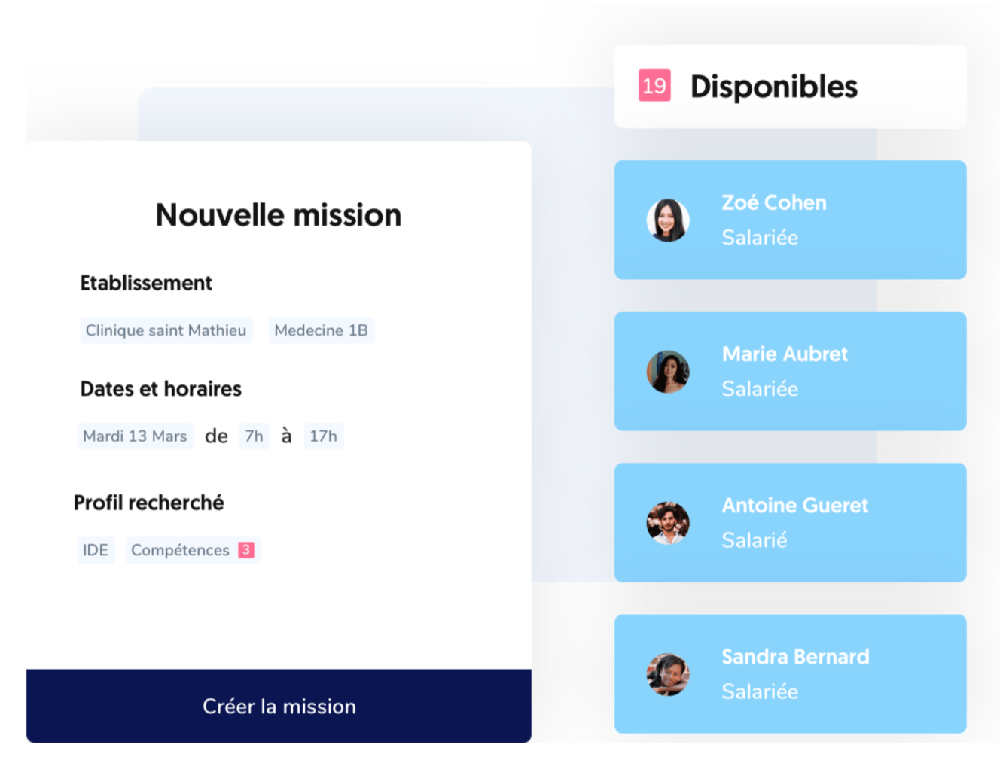 Nouvelle mission
Etablissement
Clinique saint Mathieu Medecine 1B
Dates et horaires
Mardi 13 Mars de 7h à 17h
Profil recherché
IDE Compétences 3
Créer la mission
19 Disponibles
Zoé Cohen
Salariée
Marie Aubret
Salariée
Antoine Gueret
Salarié
Sandra Bernard
Salariée